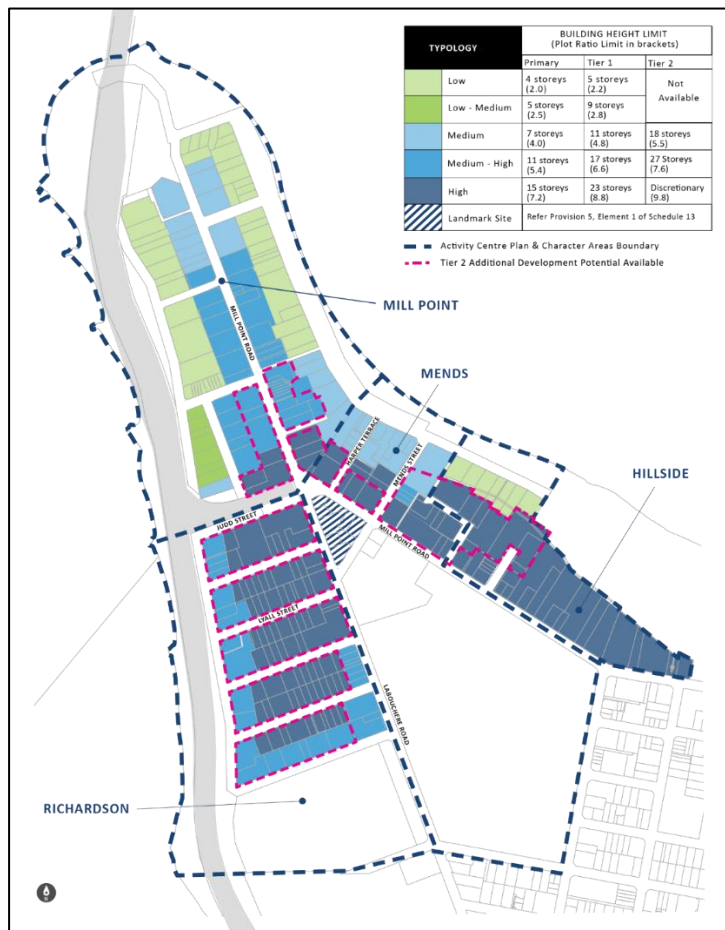 TYPOLOGY
BUILDING HEIGHT LIMIT
(Plot Ratio Limit in brackets)
Primary Tier 1 Tier 2
Low 4 storeys (2.0) 5 storeys (2.2) Not Available
Low - Medium 5 storeys (2.5) 9 storeys (2.8)
Medium 7 storeys (4.0) 11 storeys (4.8) 18 storeys (5.5)
Medium - High 11 storeys (5.4) 17 storeys (6.6) 27 Storeys (7.6)
High 15 storeys (7.2) 23 storeys (8.8) Discretionary (9.8)
Landmark Site Refer Provision 5, Element 1 of Schedule 13
Activity Centre Plan & Character Areas Boundary
Tier 2 Additional Development Potential Available
MILL POINT
MILL POINT ROAD
MENDS
HARPER TERRACE
MENDS STREET
HILLSIDE
JUDD STREET
MILL POINT ROAD
LYALL STREET
LABOUCHERE ROAD
RICHARDSON